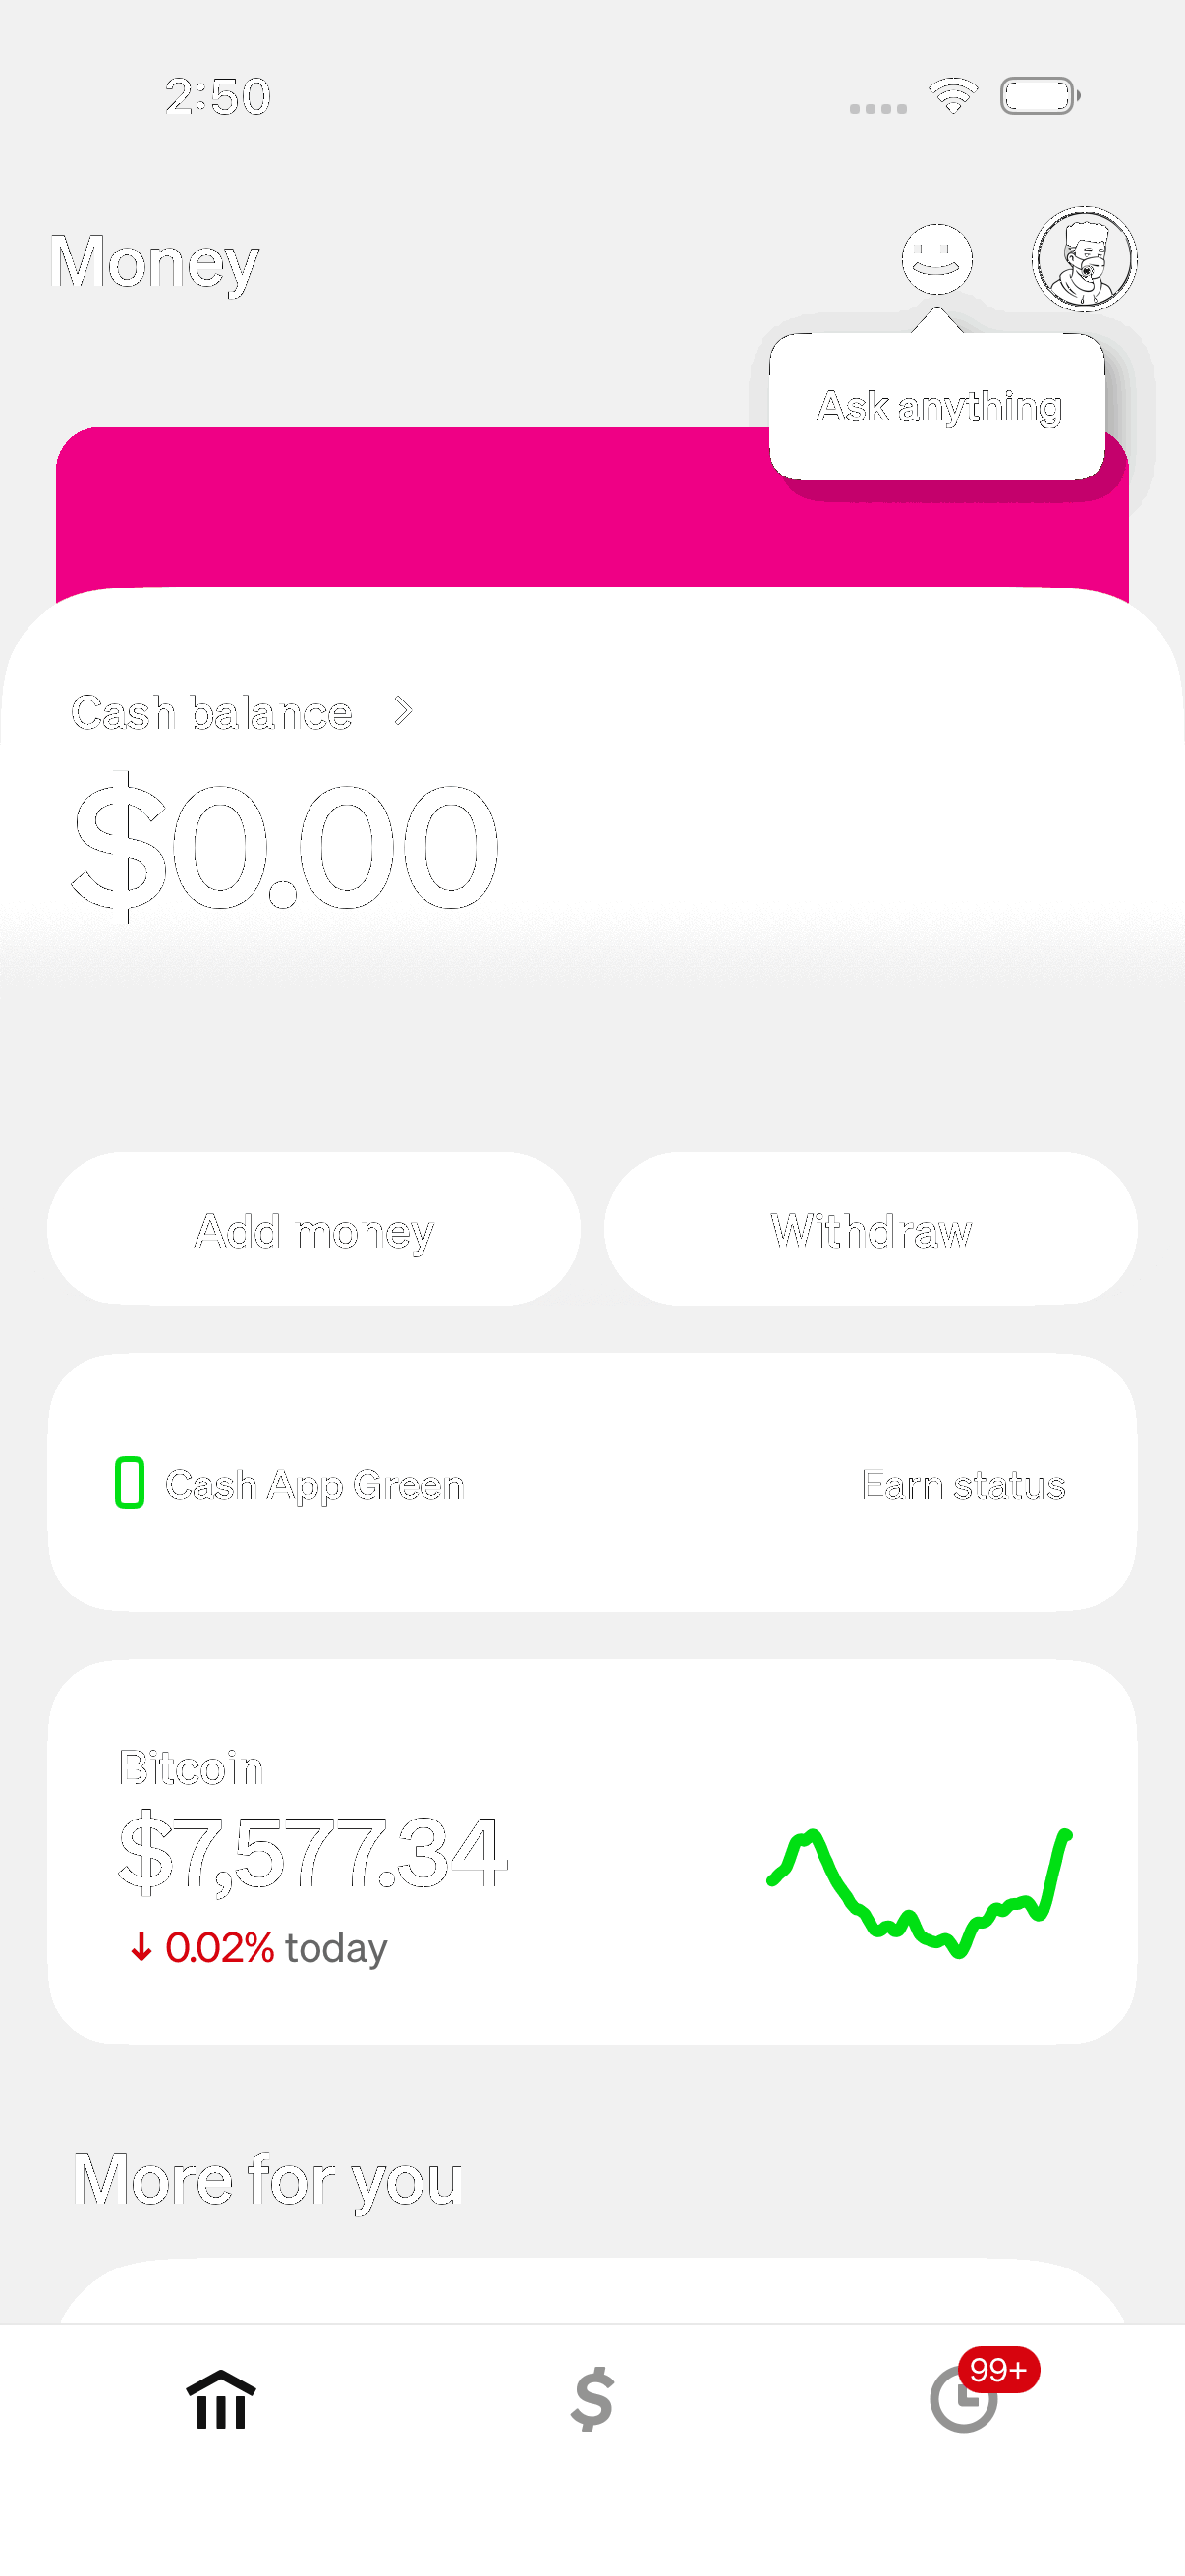 2:50
Money
Ask anything
Cash balance
$0.00
Add money
Withdraw
Cash App Green
Earn status
Bitcoin
$7,577.34
↓ 0.02% today
More for you
$
99+